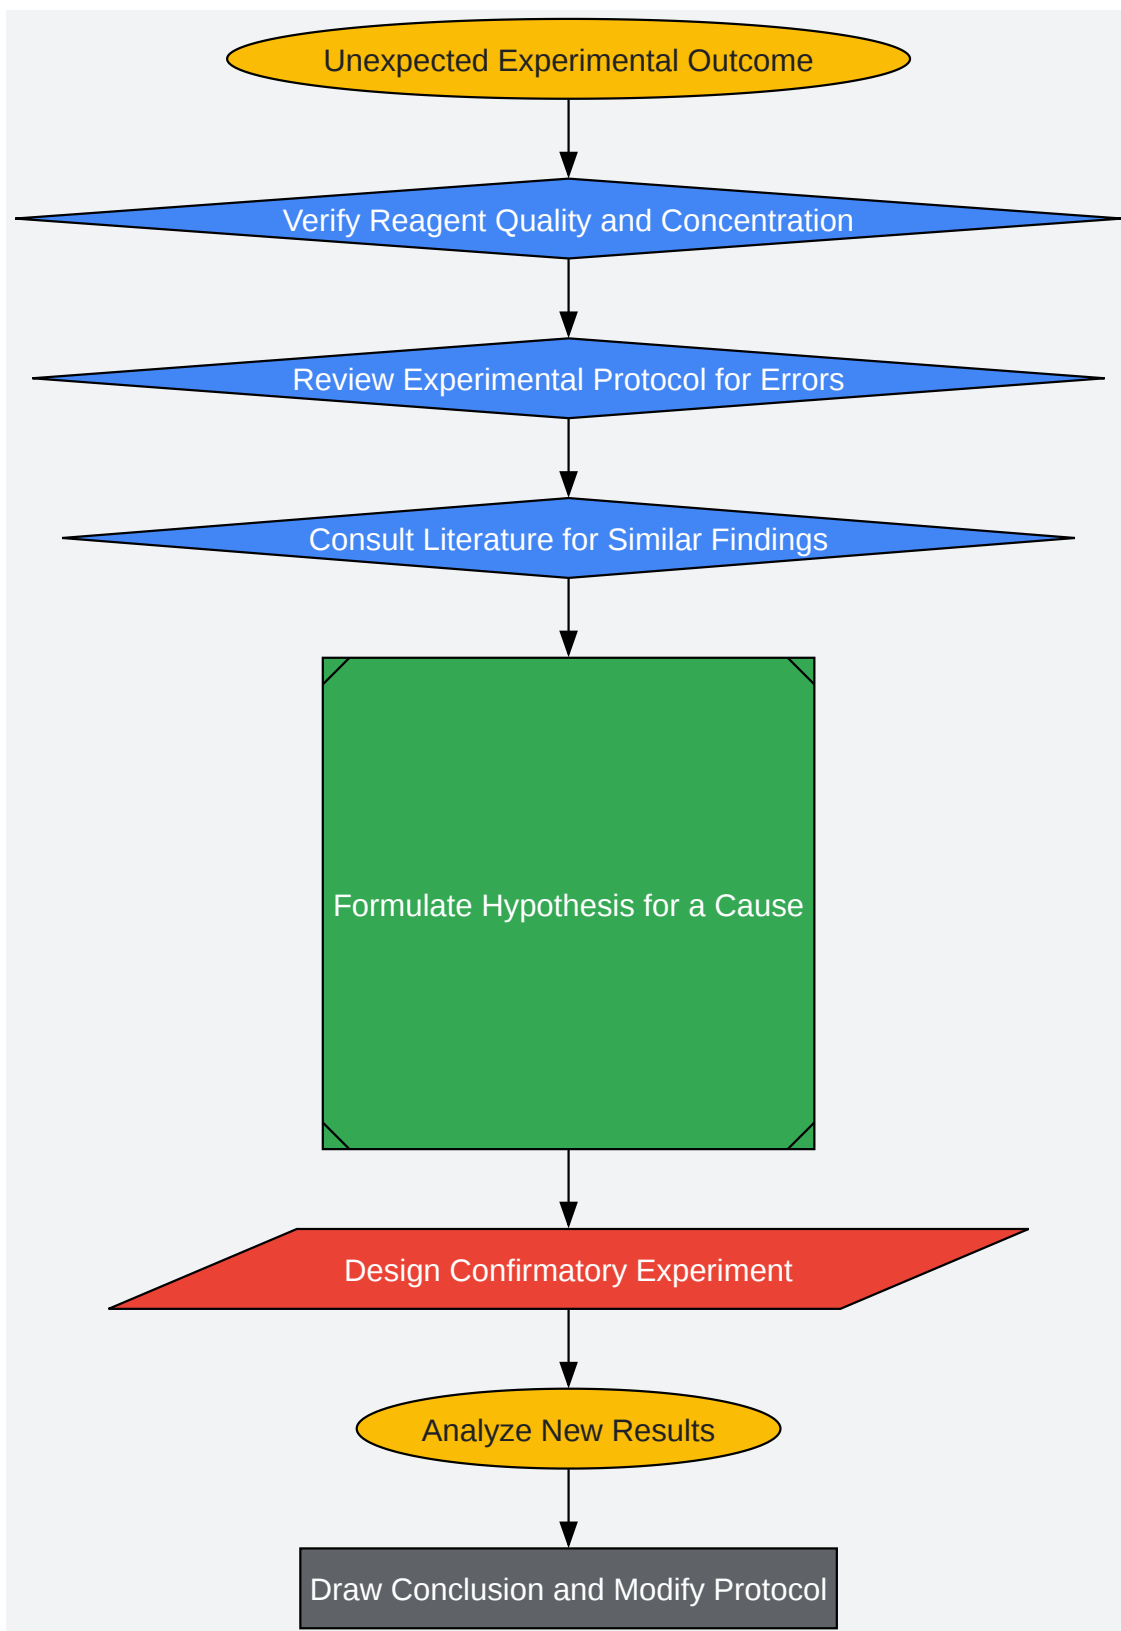 Unexpected Experimental Outcome
Verify Reagent Quality and Concentration
Review Experimental Protocol for Errors
Consult Literature for Similar Findings
Formulate Hypothesis for a Cause
Design Confirmatory Experiment
Analyze New Results
Draw Conclusion and Modify Protocol